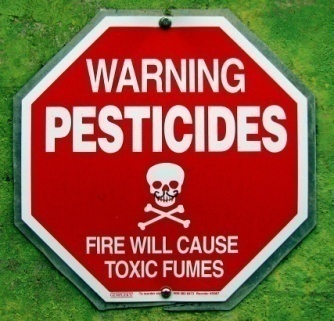 WARNING
PESTICIDES
FIRE WILL CAUSE
TOXIC FUMES